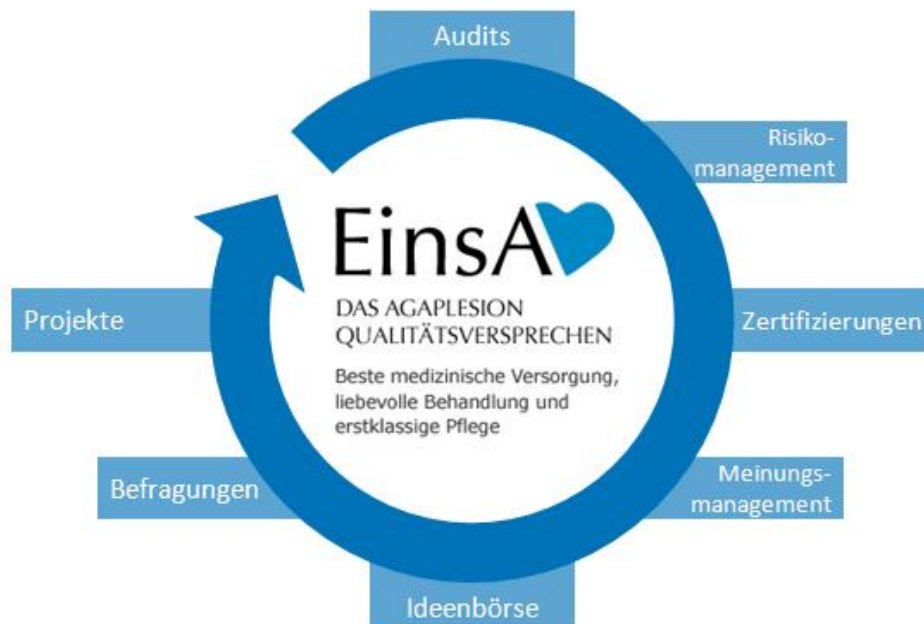 Audits
Risiko-
management
Zertifizierungen
Meinungs-
management
Ideenbörse
Befragungen
Projekte
EinsA
DAS AGAPLESION
QUALITÄTSVERSPRECHEN
Beste medizinische Versorgung,
liebevolle Behandlung und
erstklassige Pflege